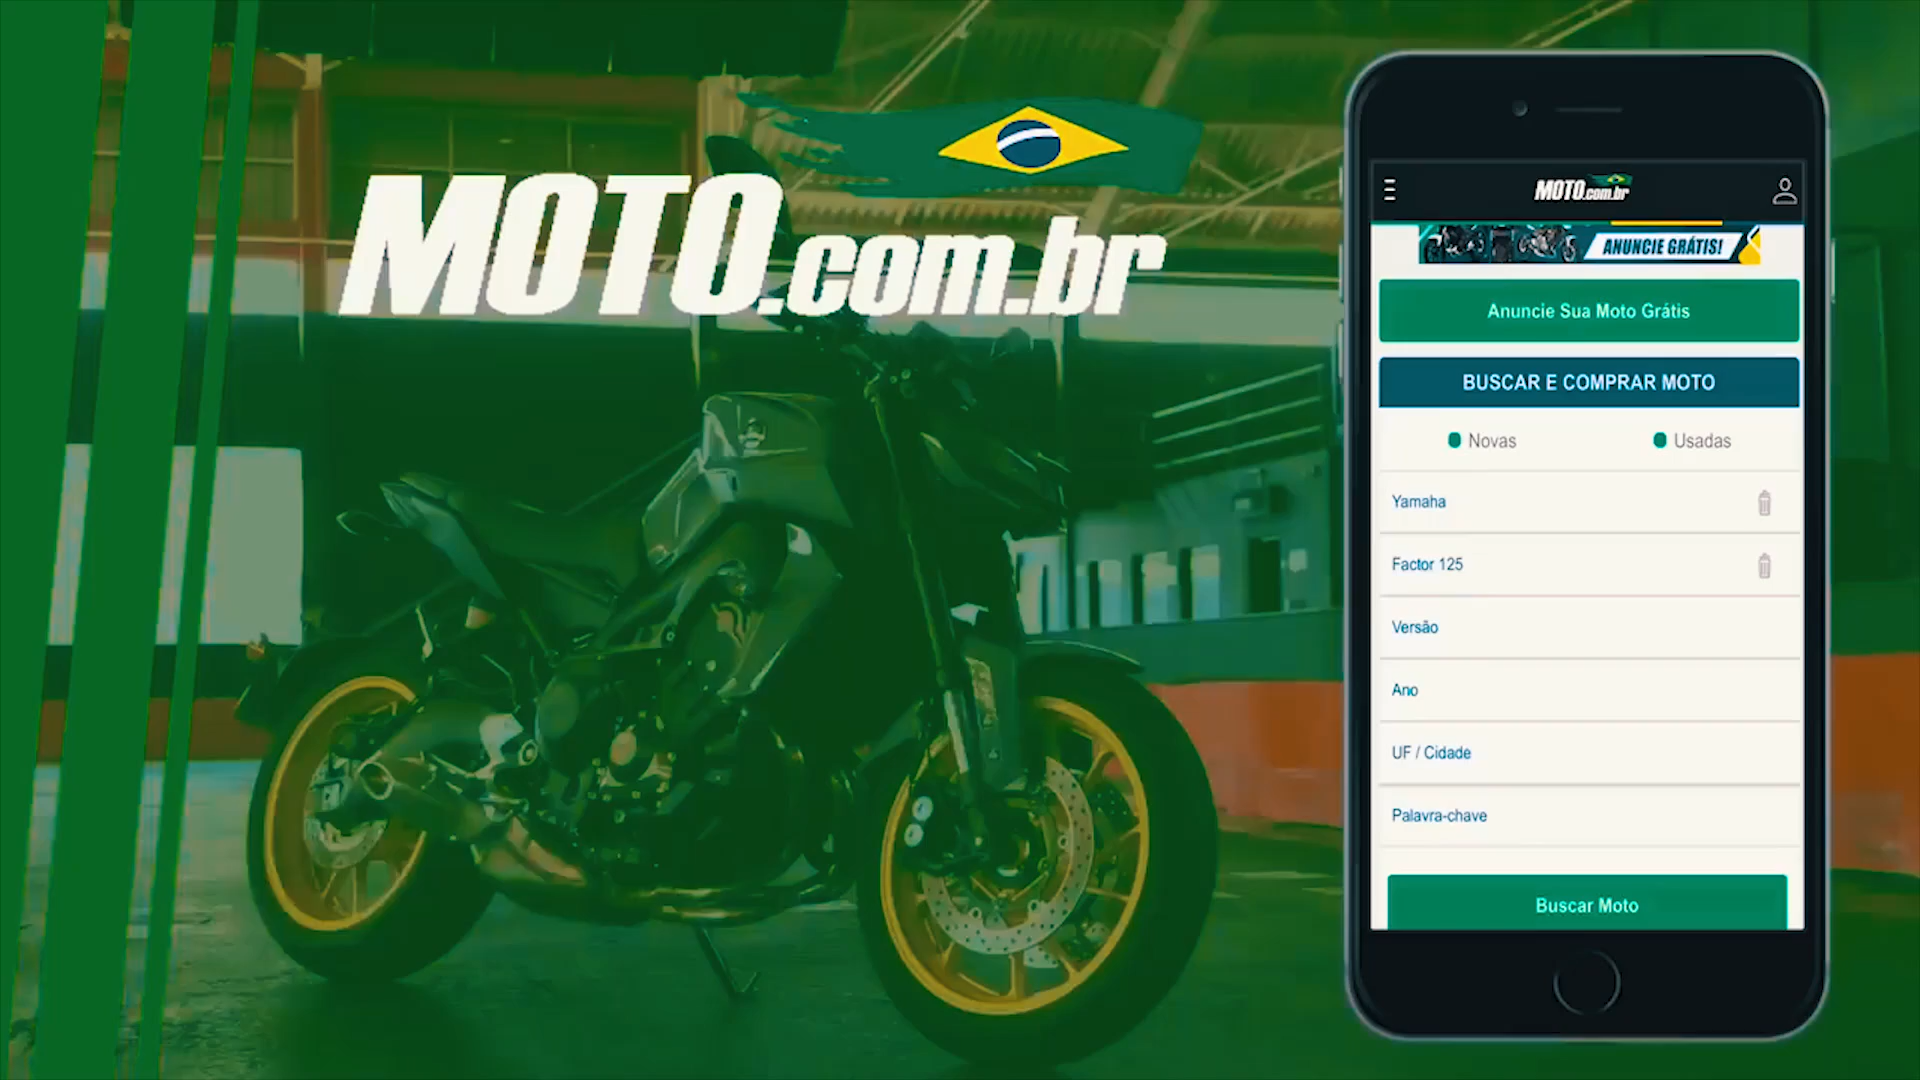 MOTO.com.br
MOTO.com.br
ANUNCIE GRÁTIS!
Anuncie Sua Moto Grátis
BUSCAR E COMPRAR MOTO
Novas
Usadas
Yamaha
Factor 125
Versão
Ano
UF / Cidade
Palavra-chave
Buscar Moto